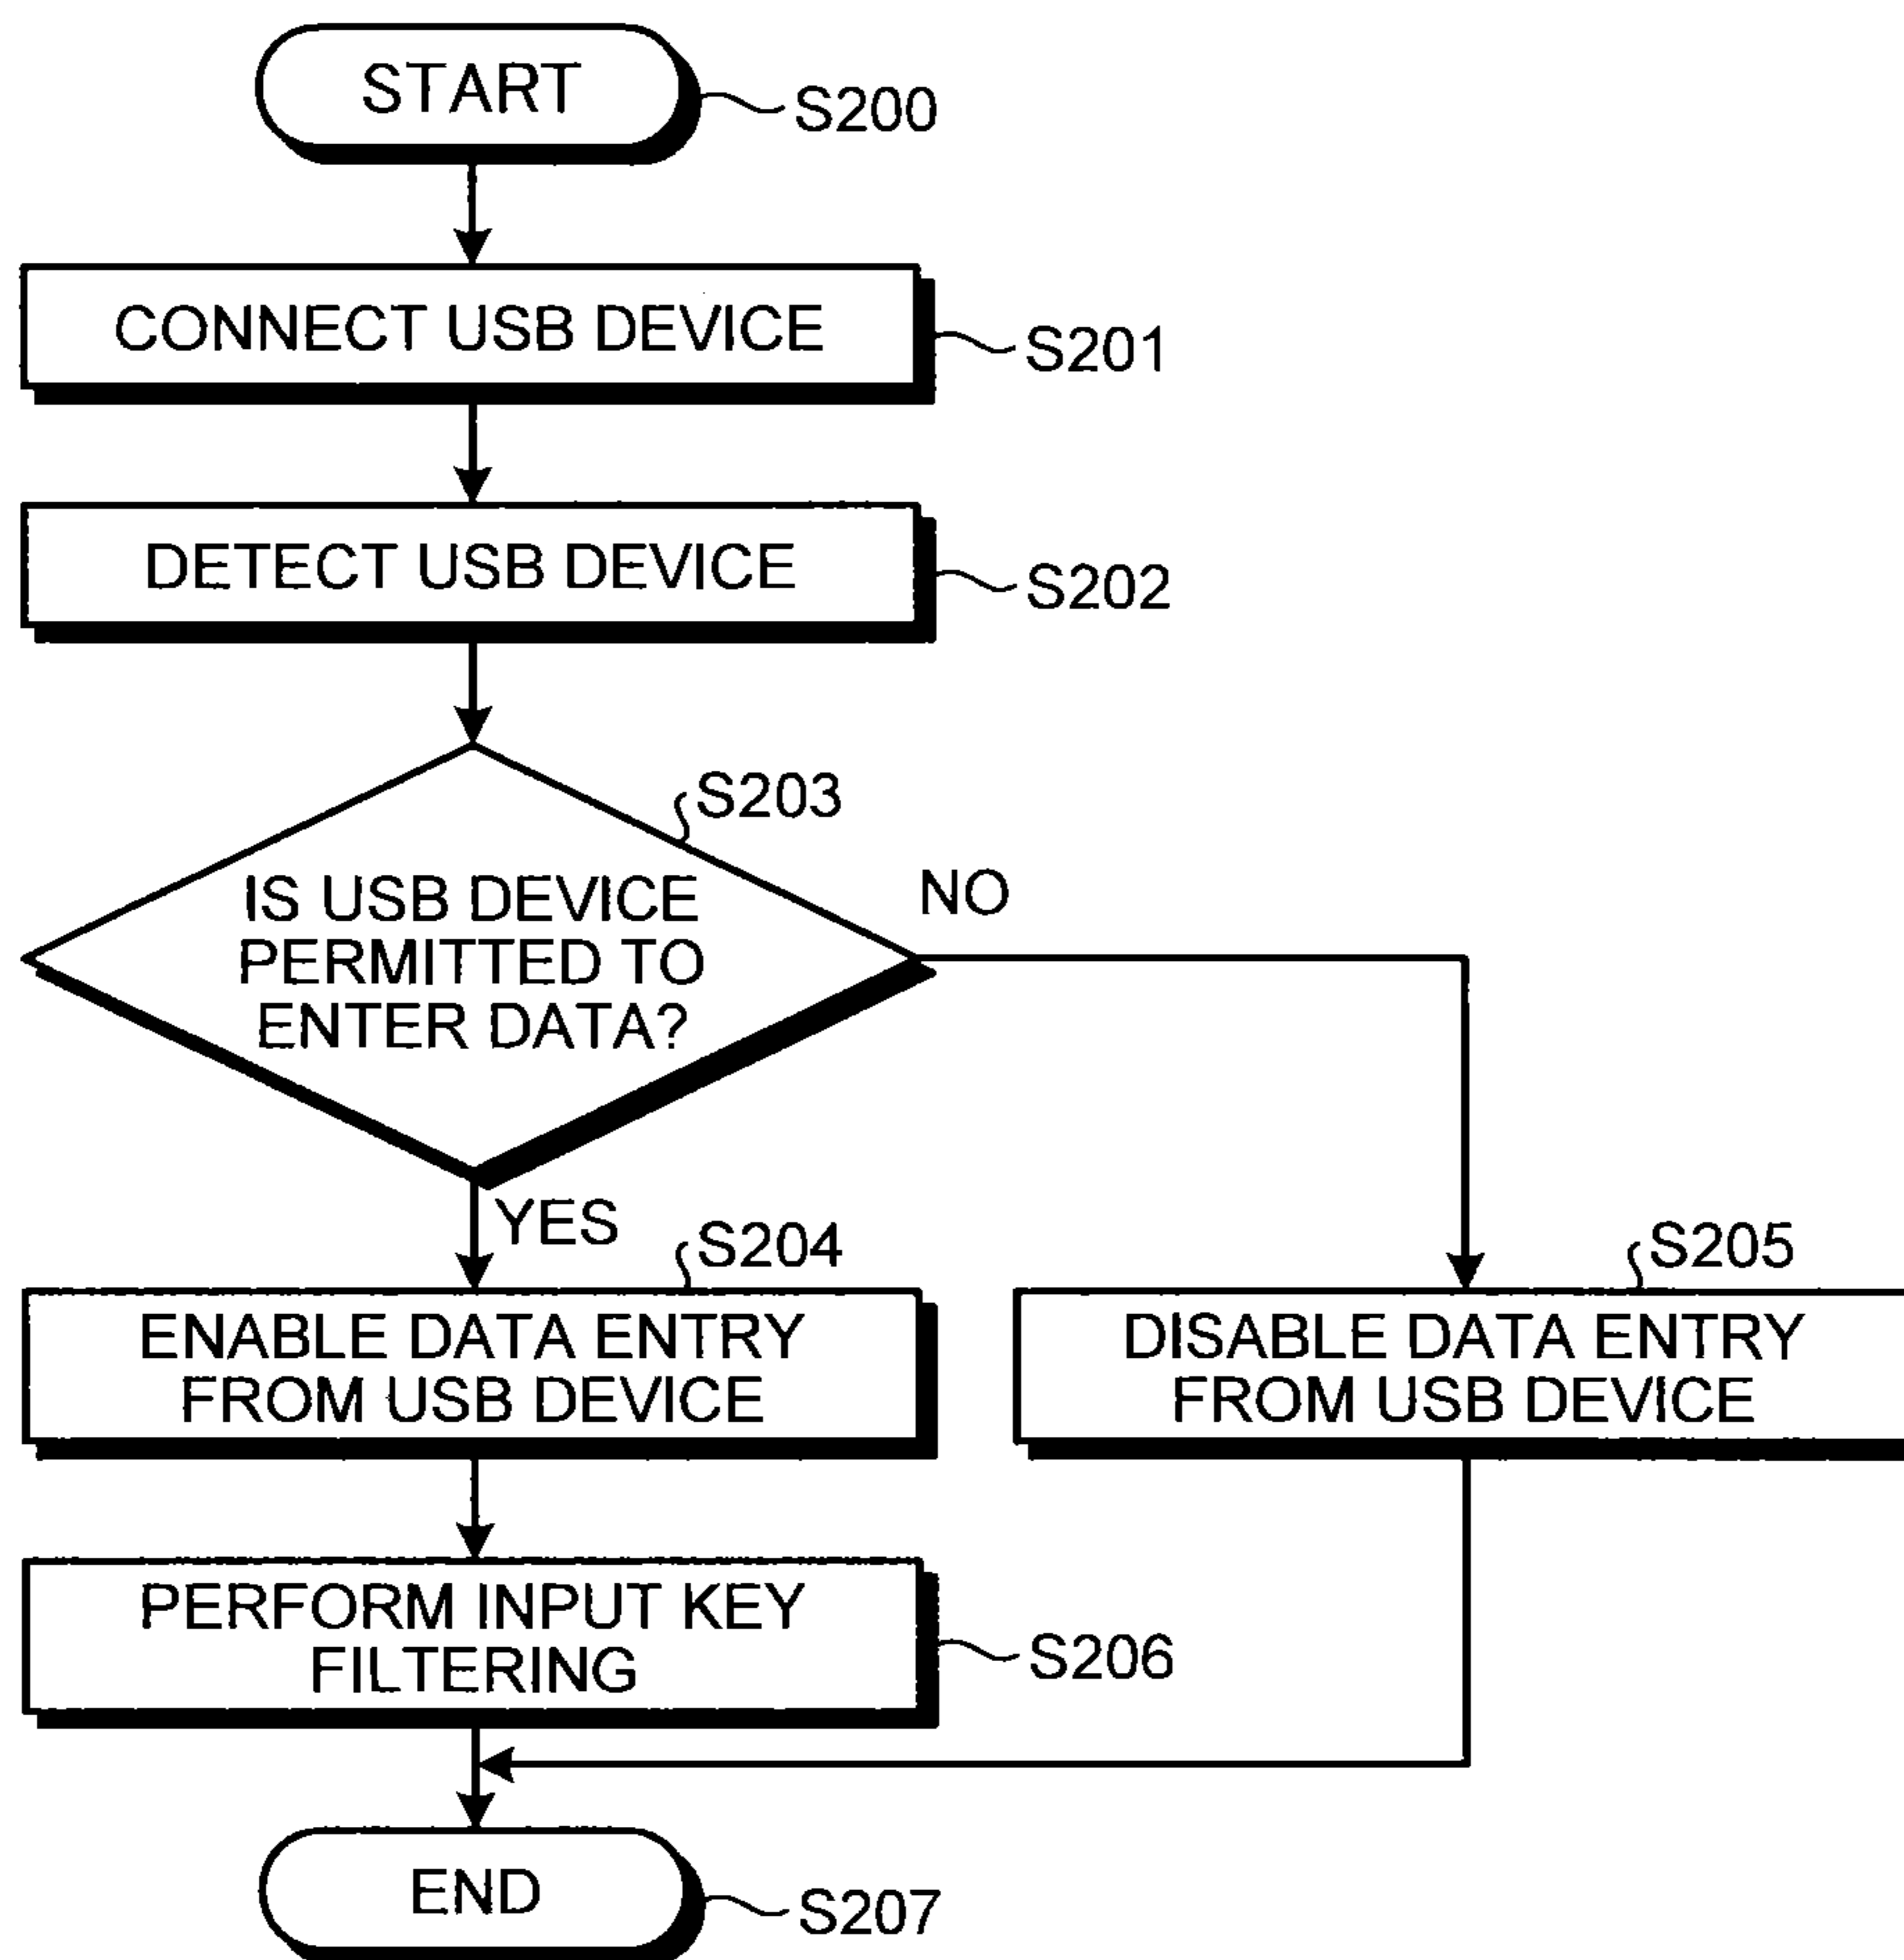 START
S200
CONNECT USB DEVICE
S201
DETECT USB DEVICE
S202
S203
IS USB DEVICE
PERMITTED TO
ENTER DATA?
NO
YES
S204
ENABLE DATA ENTRY
FROM USB DEVICE
S205
DISABLE DATA ENTRY
FROM USB DEVICE
PERFORM INPUT KEY
FILTERING
S206
END
S207